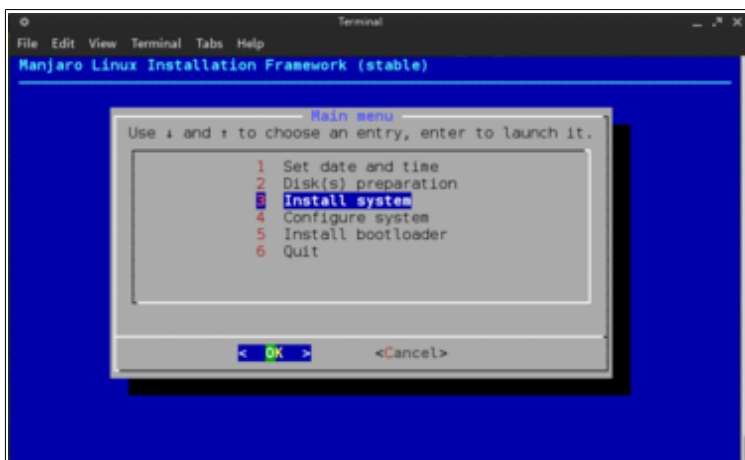 Terminal
File Edit View Terminal Tabs Help
Manjaro Linux Installation Framework (stable)
Main menu
Use ↓ and ↑ to choose an entry, enter to launch it.
1 Set date and time
2 Disk(s) preparation
3 Install system
4 Configure system
5 Install bootloader
6 Quit
< OK > <Cancel>